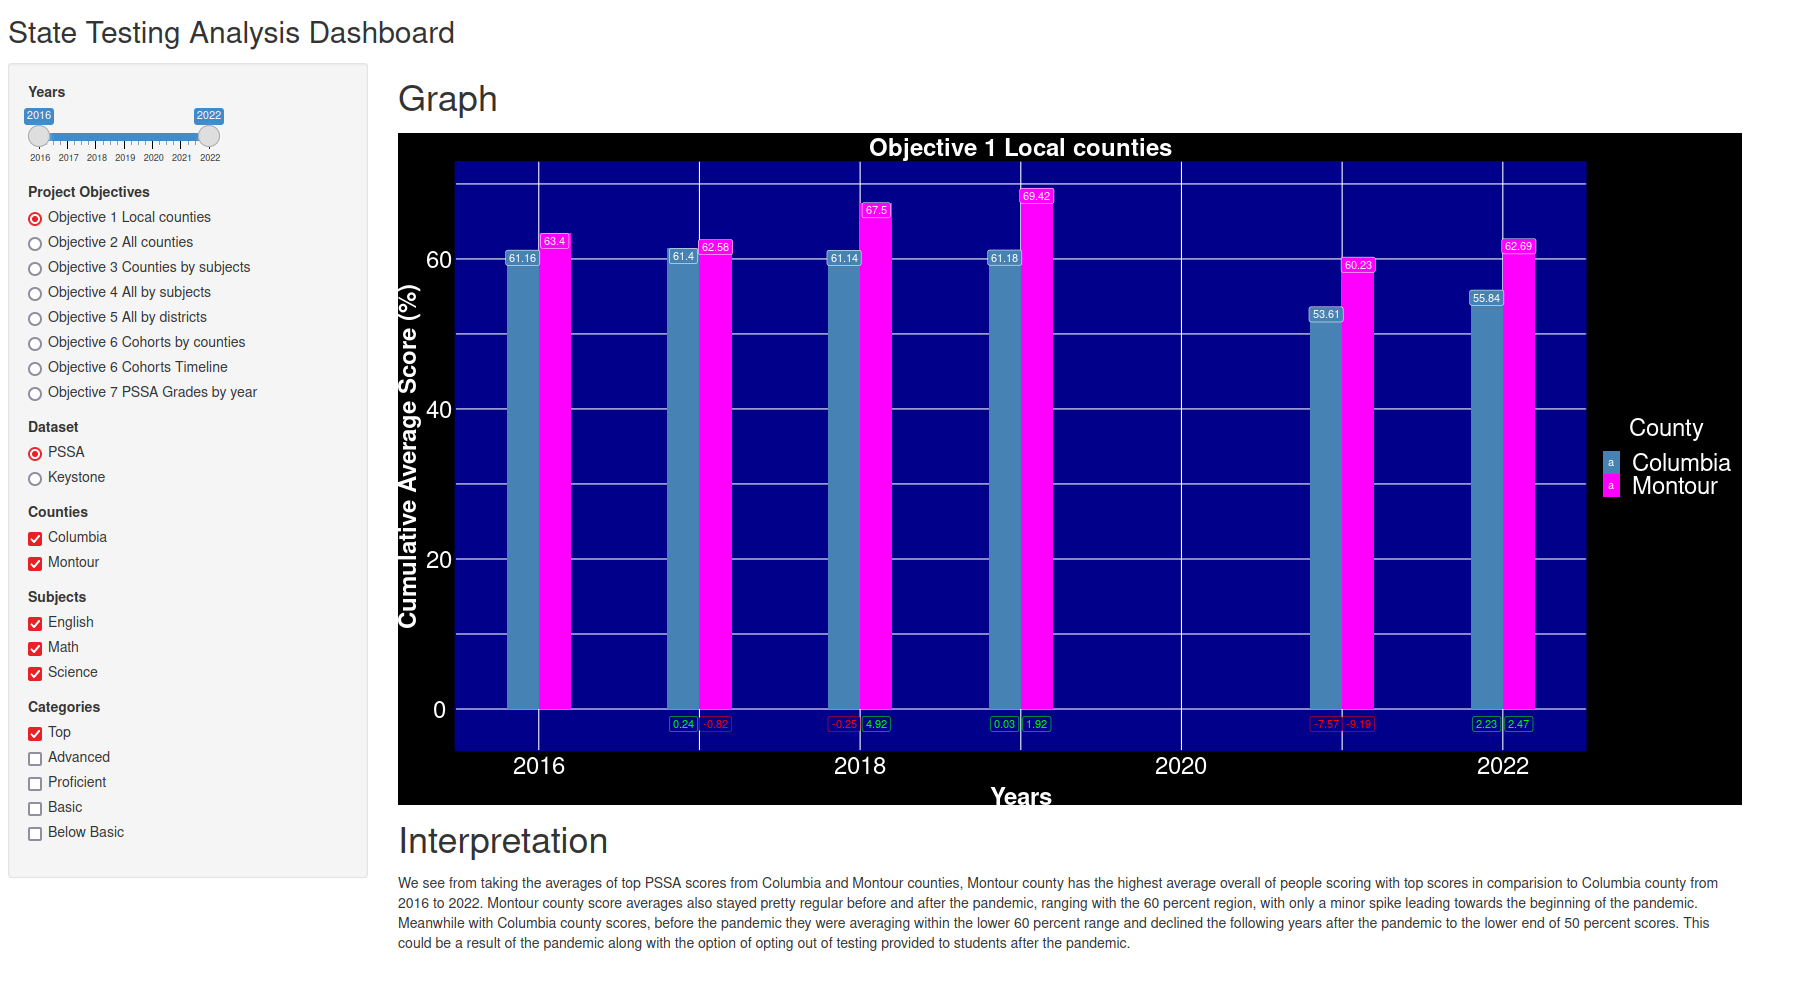 State Testing Analysis Dashboard
Years
2016 2022
2016 2017 2018 2019 2020 2021 2022
Project Objectives
Objective 1 Local counties
Objective 2 All counties
Objective 3 Counties by subjects
Objective 4 All by subjects
Objective 5 All by districts
Objective 6 Cohorts by counties
Objective 6 Cohorts Timeline
Objective 7 PSSA Grades by year
Dataset
PSSA
Keystone
Counties
Columbia
Montour
Subjects
English
Math
Science
Categories
Top
Advanced
Proficient
Basic
Below Basic
Graph
Objective 1 Local counties
Cumulative Average Score (%)
60
40
20
0
61.16 63.4 61.4 62.58 61.14 67.5 61.18 69.42 53.61 60.23 55.84 62.69
0.24 -0.82 -0.25 4.92 0.03 1.92 -7.57 -9.19 2.23 2.47
2016 2018 2020 2022
Years
County
a Columbia
a Montour
Interpretation
We see from taking the averages of top PSSA scores from Columbia and Montour counties, Montour county has the highest average overall of people scoring with top scores in comparision to Columbia county from
2016 to 2022. Montour county score averages also stayed pretty regular before and after the pandemic, ranging with the 60 percent region, with only a minor spike leading towards the beginning of the pandemic.
Meanwhile with Columbia county scores, before the pandemic they were averaging within the lower 60 percent range and declined the following years after the pandemic to the lower end of 50 percent scores. This
could be a result of the pandemic along with the option of opting out of testing provided to students after the pandemic.